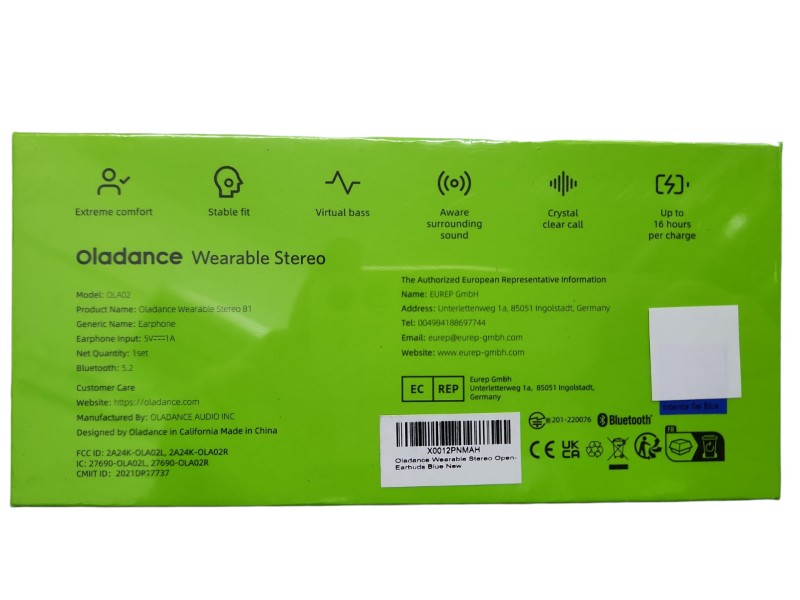 Extreme comfort
Stable fit
Virtual bass
Aware
surrounding
sound
Crystal
clear call
Up to
16 hours
per charge
oladance Wearable Stereo
Model: OLA02
Product Name: Oladance Wearable Stereo B1
Generic Name: Earphone
Earphone Input: 5V⎓1A
Net Quantity: 1set
Bluetooth: 5.2
Customer Care
Website: https://oladance.com
Manufactured By: OLADANCE AUDIO INC
Designed by Oladance in California Made in China
FCC ID: 2A24K-OLA02L, 2A24K-OLA02R
IC: 27690-OLA02L, 27690-OLA02R
CMIIT ID: 2021DP17737
The Authorized European Representative Information
Name: EUREP GmbH
Address: Unterlettenweg 1a, 85051 Ingolstadt, Germany
Tel: 004984188697744
Email: eurep@eurep-gmbh.com
Website: www.eurep-gmbh.com
EC REP
Eurep GmbH
Unterletenweg 1a, 85051 Ingolstadt,
Germany
201-220076
Bluetooth
CE UK CA
FR
X0012PNMAH
Oladance Wearable Stereo Open-
Earbuds Blue New
Blue